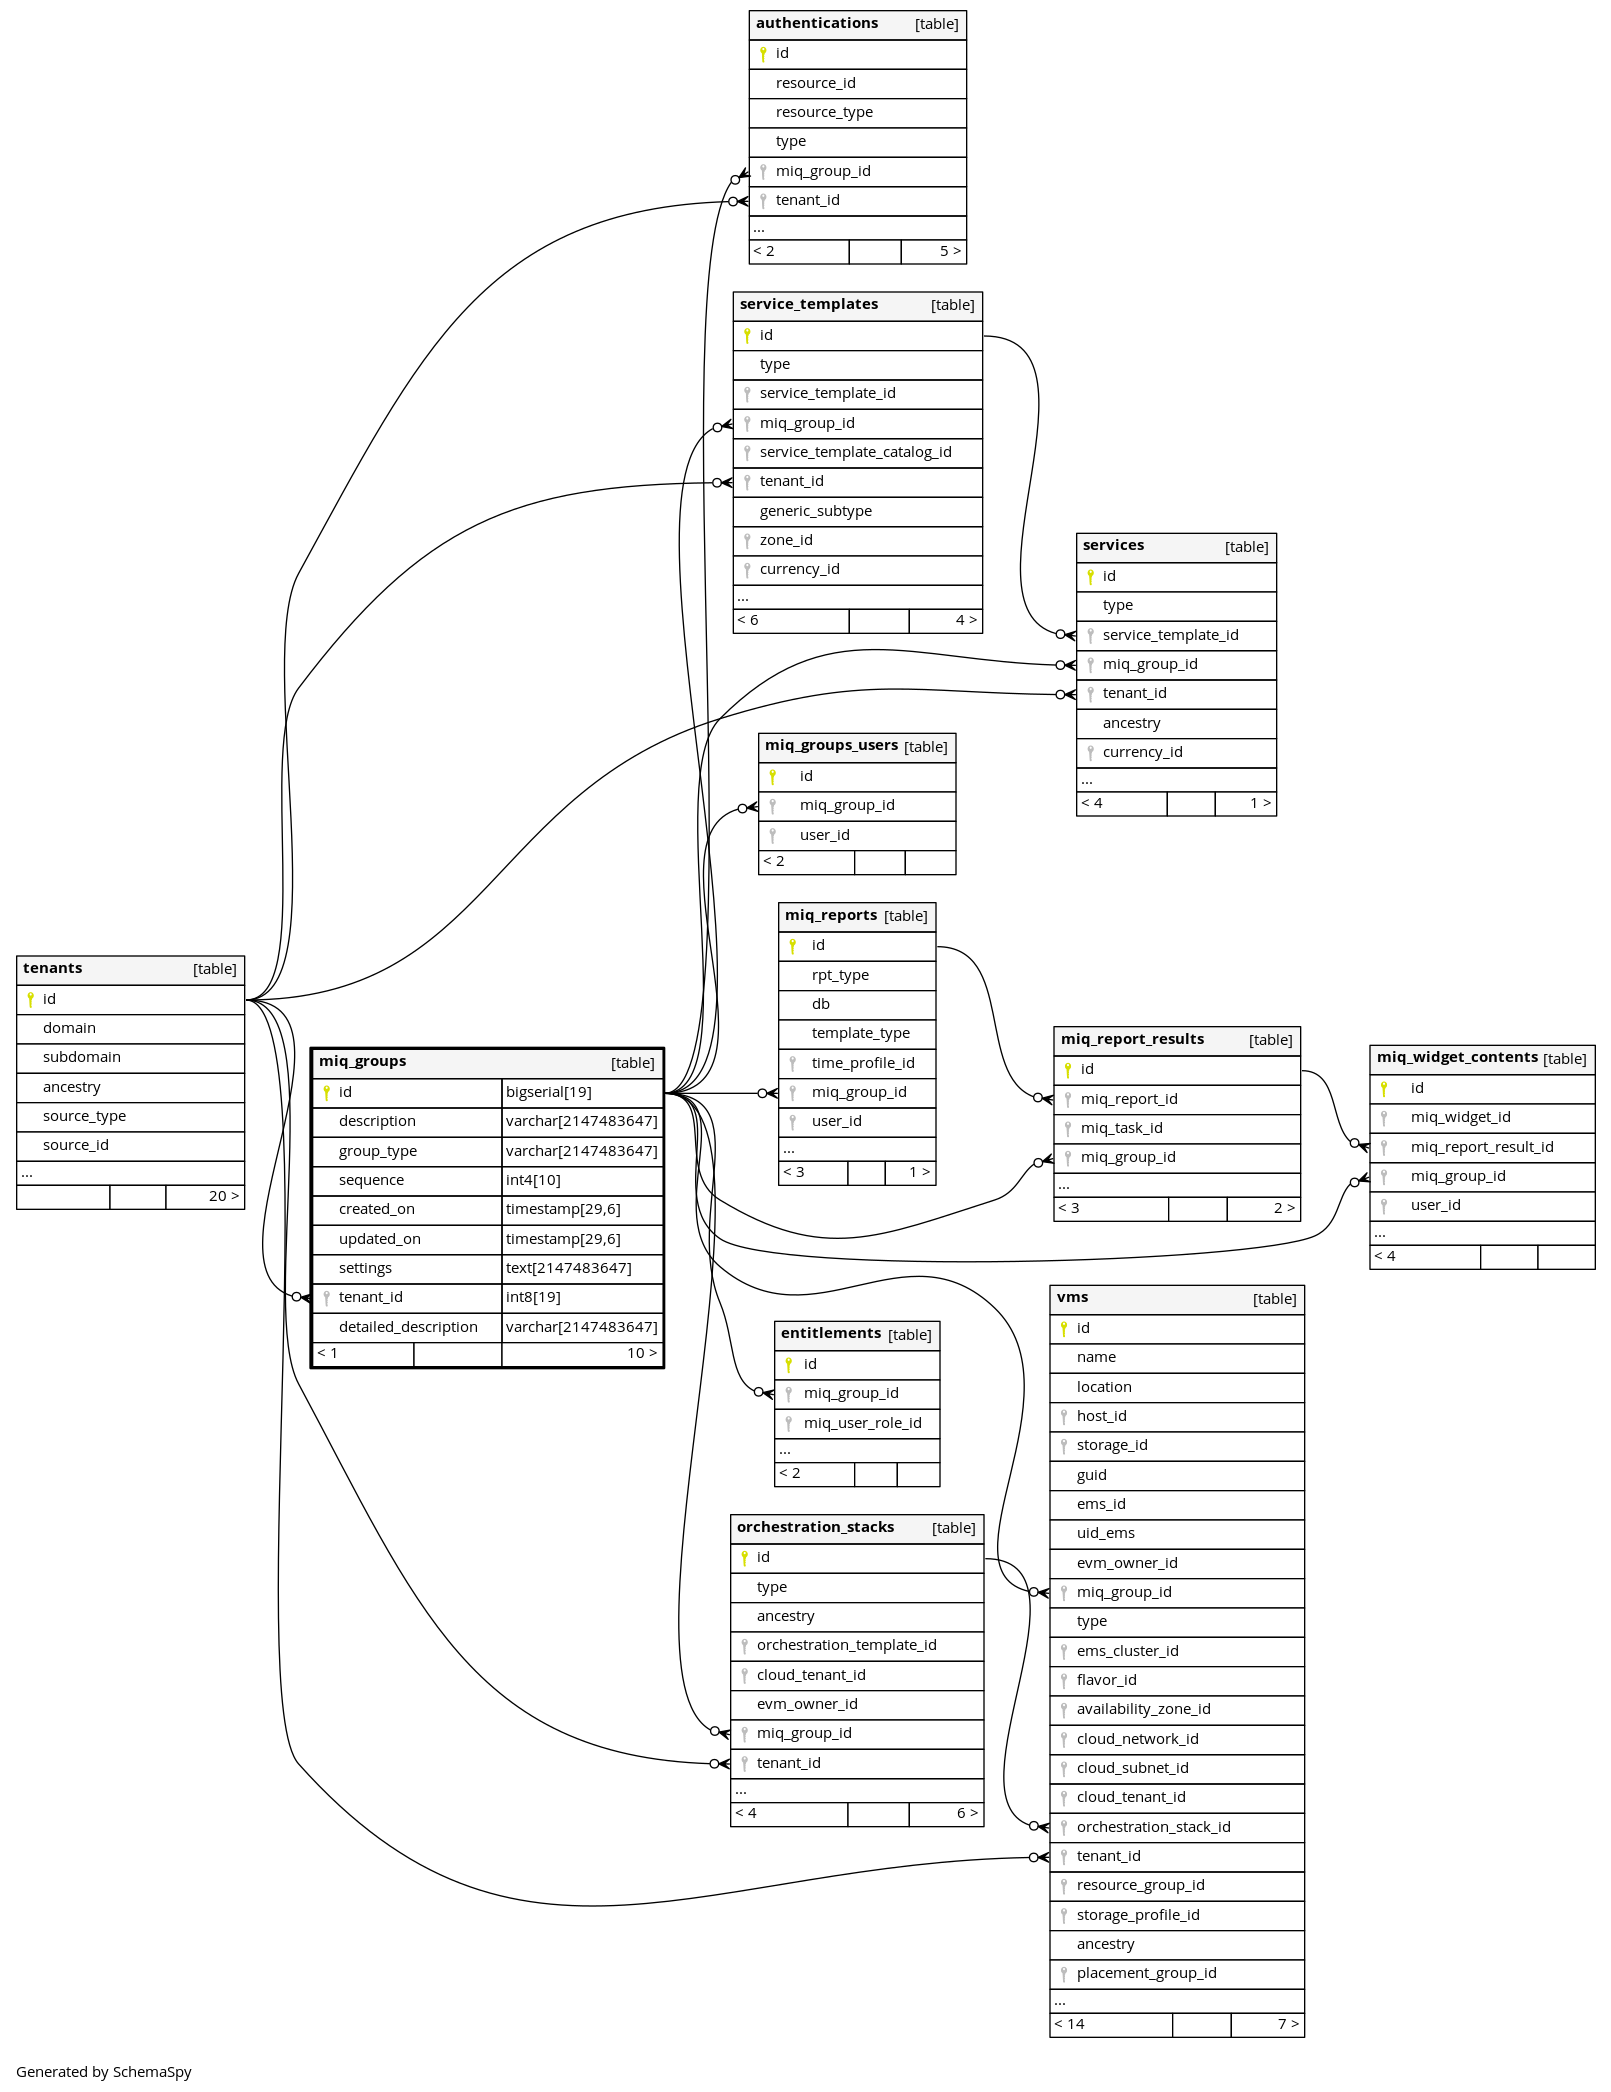 authentications [table]
id
resource_id
resource_type
type
miq_group_id
tenant_id
...
< 2 5 >
service_templates [table]
id
type
service_template_id
miq_group_id
service_template_catalog_id
tenant_id
generic_subtype
zone_id
currency_id
...
< 6 4 >
services [table]
id
type
service_template_id
miq_group_id
tenant_id
ancestry
currency_id
...
< 4 1 >
miq_groups_users [table]
id
miq_group_id
user_id
< 2
miq_reports [table]
id
rpt_type
db
template_type
time_profile_id
miq_group_id
user_id
...
< 3 1 >
tenants [table]
id
domain
subdomain
ancestry
source_type
source_id
...
20 >
miq_groups [table]
id bigserial[19]
description varchar[2147483647]
group_type varchar[2147483647]
sequence int4[10]
created_on timestamp[29,6]
updated_on timestamp[29,6]
settings text[2147483647]
tenant_id int8[19]
detailed_description varchar[2147483647]
< 1 10 >
miq_report_results [table]
id
miq_report_id
miq_task_id
miq_group_id
...
< 3 2 >
miq_widget_contents [table]
id
miq_widget_id
miq_report_result_id
miq_group_id
user_id
...
< 4
entitlements [table]
id
miq_group_id
miq_user_role_id
...
< 2
orchestration_stacks [table]
id
type
ancestry
orchestration_template_id
cloud_tenant_id
evm_owner_id
miq_group_id
tenant_id
...
< 4 6 >
vms [table]
id
name
location
host_id
storage_id
guid
ems_id
uid_ems
evm_owner_id
miq_group_id
type
ems_cluster_id
flavor_id
availability_zone_id
cloud_network_id
cloud_subnet_id
cloud_tenant_id
orchestration_stack_id
tenant_id
resource_group_id
storage_profile_id
ancestry
placement_group_id
...
< 14 7 >
Generated by SchemaSpy